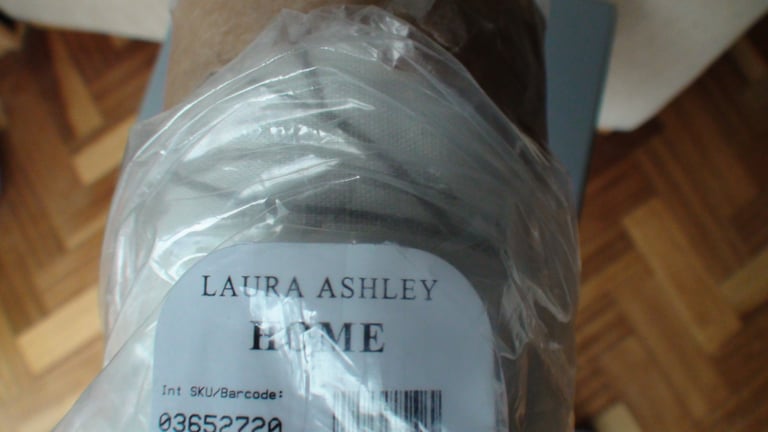 LAURA ASHLEY
HOME
Int SKU/Barcode:
03652720